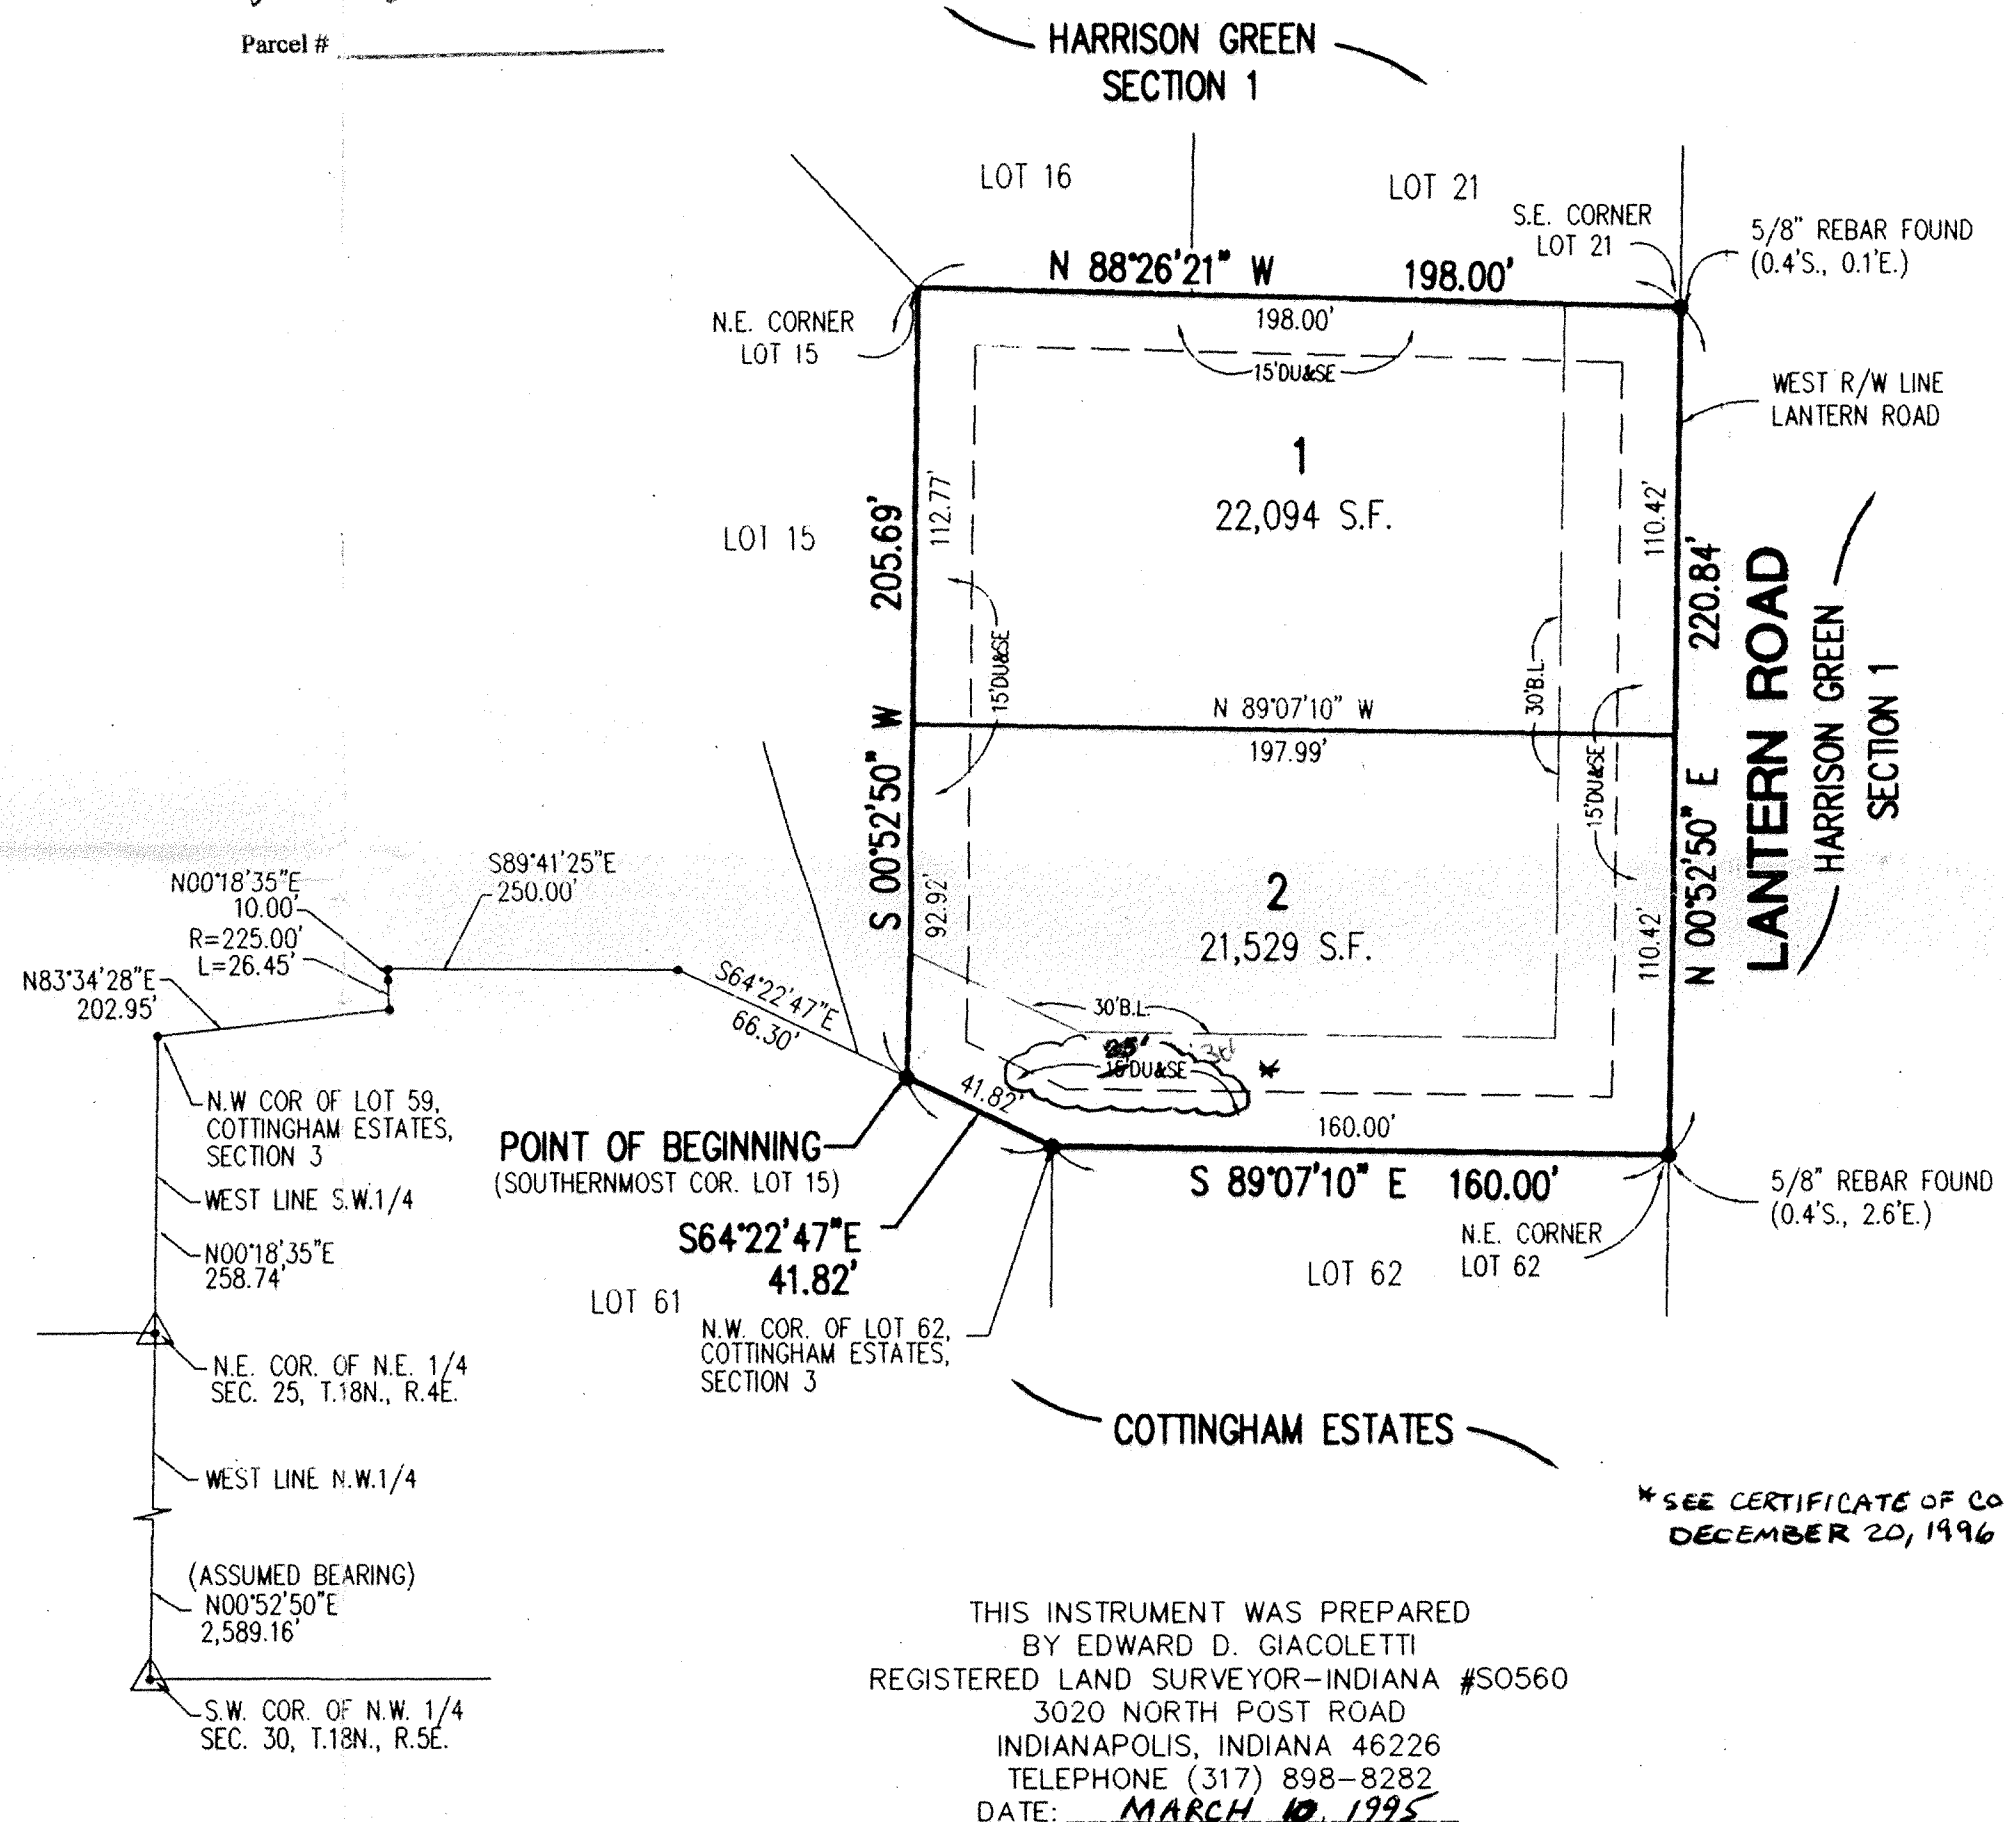 Parcel #
HARRISON GREEN
SECTION 1
LOT 16
LOT 21
S.E. CORNER
LOT 21
5/8" REBAR FOUND
(0.4'S., 0.1'E.)
N 88°26'21" W 198.00'
198.00'
15'DU&SE
N.E. CORNER
LOT 15
WEST R/W LINE
LANTERN ROAD
1
22,094 S.F.
LOT 15
205.69'
112.77'
110.42'
220.84'
15'DU&SE
30'B.L.
15'DU&SE
LANTERN ROAD
HARRISON GREEN
SECTION 1
N 89°07'10" W
197.99'
S 00°52'50" W
92.92'
2
21,529 S.F.
110.42'
N 00°52'50" E
S89°41'25"E
250.00'
N00°18'35"E
10.00'
R=225.00'
L=26.45'
N83°34'28"E
202.95'
S64°22'47"E
66.30'
30'B.L.
25' 30'
15'DU&SE *
41.82'
160.00'
N.W COR OF LOT 59,
COTTINGHAM ESTATES,
SECTION 3
POINT OF BEGINNING
(SOUTHERNMOST COR. LOT 15)
S 89°07'10" E 160.00'
5/8" REBAR FOUND
(0.4'S., 2.6'E.)
WEST LINE S.W.1/4
N00°18'35"E
258.74'
S64°22'47"E
41.82'
N.E. CORNER
LOT 62
LOT 62
LOT 61
N.W. COR. OF LOT 62,
COTTINGHAM ESTATES,
SECTION 3
N.E. COR. OF N.E. 1/4
SEC. 25, T.18N., R.4E.
COTTINGHAM ESTATES
WEST LINE N.W.1/4
* SEE CERTIFICATE OF CO
DECEMBER 20, 1996
(ASSUMED BEARING)
N00°52'50"E
2,589.16'
S.W. COR. OF N.W. 1/4
SEC. 30, T.18N., R.5E.
THIS INSTRUMENT WAS PREPARED
BY EDWARD D. GIACOLETTI
REGISTERED LAND SURVEYOR-INDIANA #S0560
3020 NORTH POST ROAD
INDIANAPOLIS, INDIANA 46226
TELEPHONE (317) 898-8282
DATE: MARCH 10, 1995